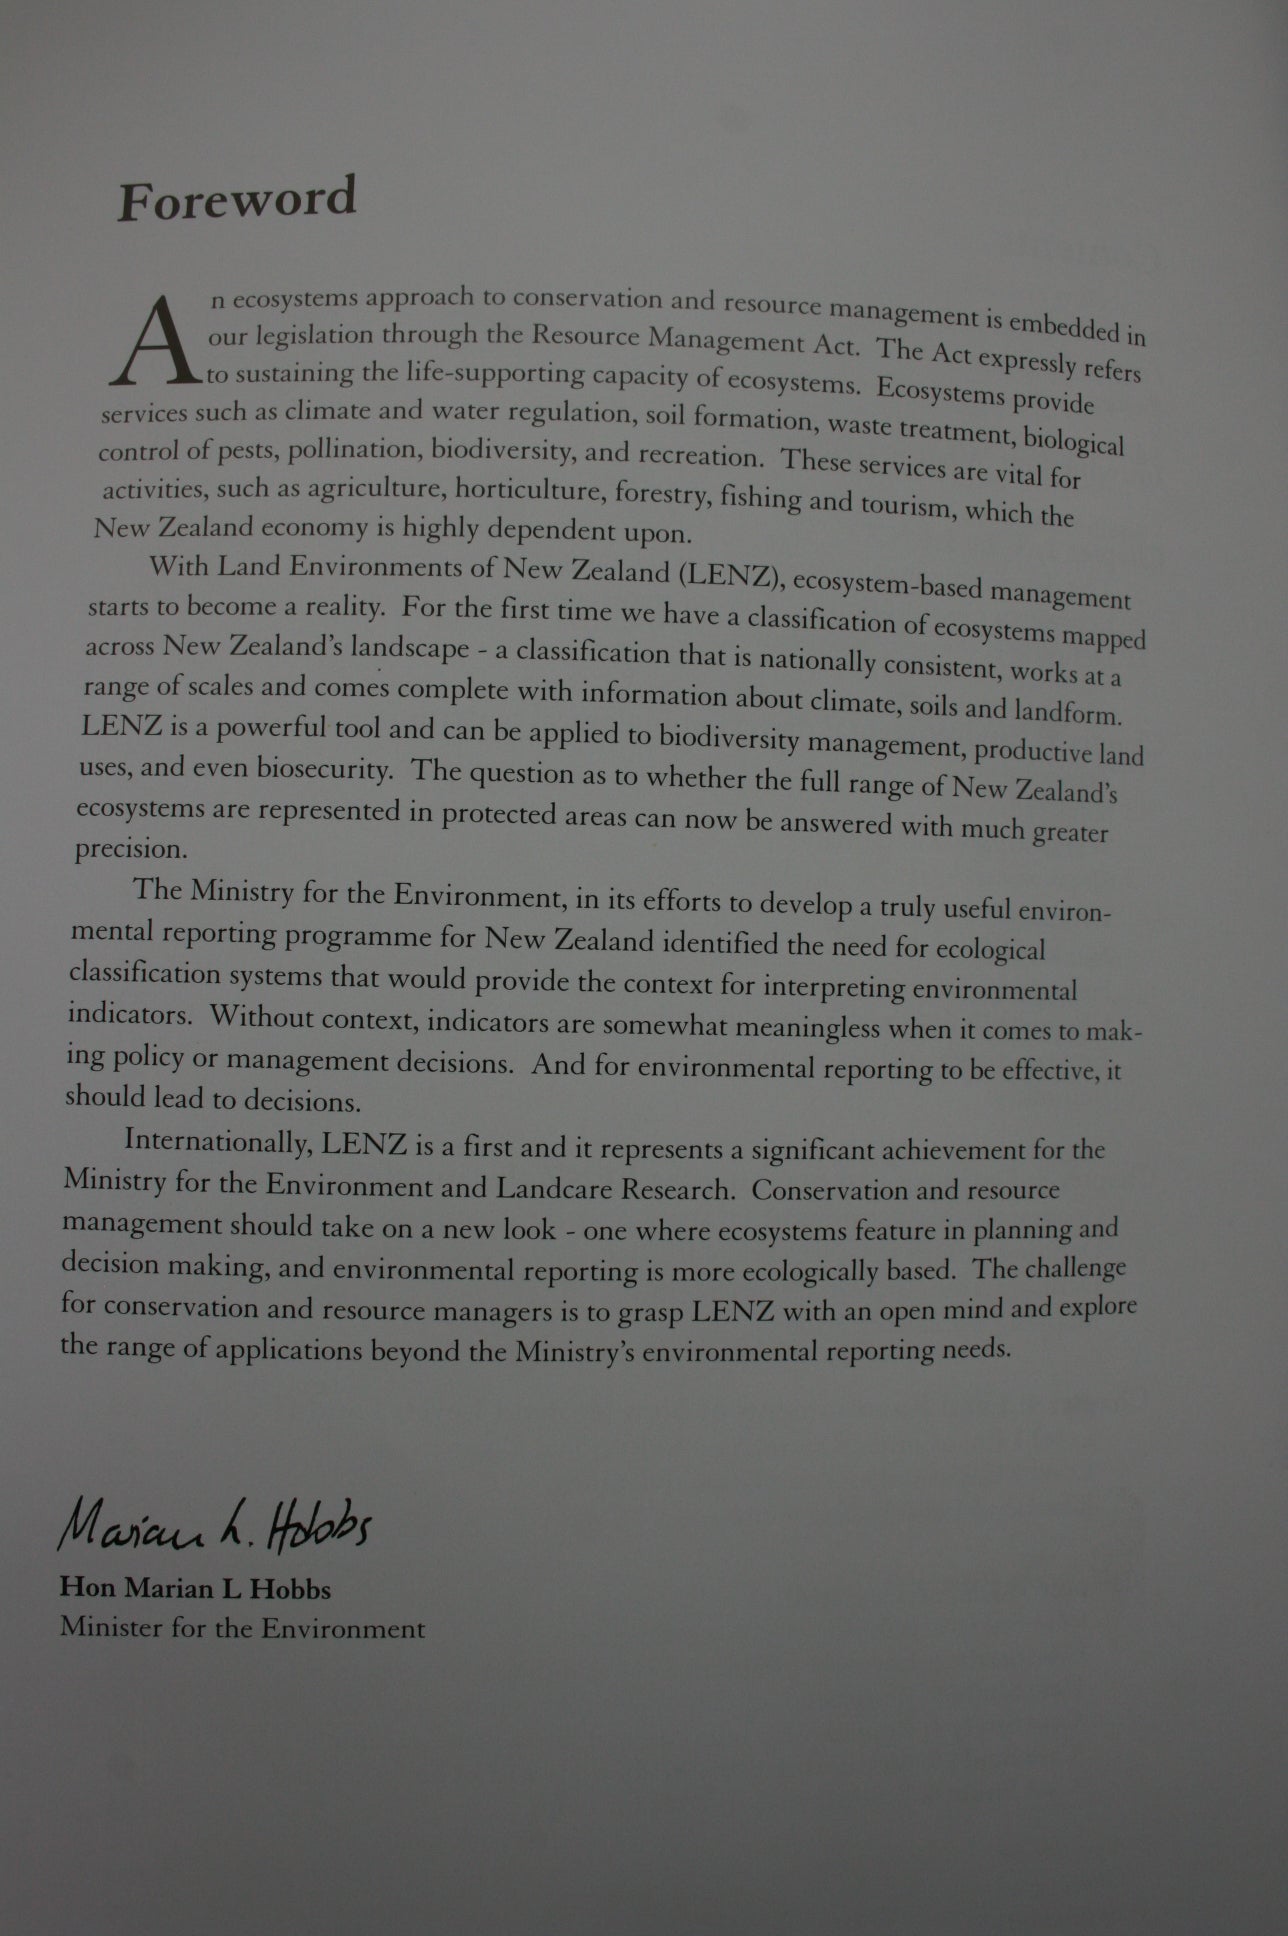 Foreword
An ecosystems approach to conservation and resource management is embedded in
our legislation through the Resource Management Act.  The Act expressly refers
to sustaining the life-supporting capacity of ecosystems.  Ecosystems provide
services such as climate and water regulation, soil formation, waste treatment, biological
control of pests, pollination, biodiversity, and recreation.  These services are vital for
activities, such as agriculture, horticulture, forestry, fishing and tourism, which the
New Zealand economy is highly dependent upon.
With Land Environments of New Zealand (LENZ), ecosystem-based management
starts to become a reality.  For the first time we have a classification of ecosystems mapped
across New Zealand's landscape - a classification that is nationally consistent, works at a
range of scales and comes complete with information about climate, soils and landform.
LENZ is a powerful tool and can be applied to biodiversity management, productive land
uses, and even biosecurity.  The question as to whether the full range of New Zealand's
ecosystems are represented in protected areas can now be answered with much greater
precision.
The Ministry for the Environment, in its efforts to develop a truly useful environ-
mental reporting programme for New Zealand identified the need for ecological
classification systems that would provide the context for interpreting environmental
indicators.  Without context, indicators are somewhat meaningless when it comes to mak-
ing policy or management decisions.  And for environmental reporting to be effective, it
should lead to decisions.
Internationally, LENZ is a first and it represents a significant achievement for the
Ministry for the Environment and Landcare Research.  Conservation and resource
management should take on a new look - one where ecosystems feature in planning and
decision making, and environmental reporting is more ecologically based.  The challenge
for conservation and resource managers is to grasp LENZ with an open mind and explore
the range of applications beyond the Ministry's environmental reporting needs.
Marian L. Hobbs
Hon Marian L Hobbs
Minister for the Environment